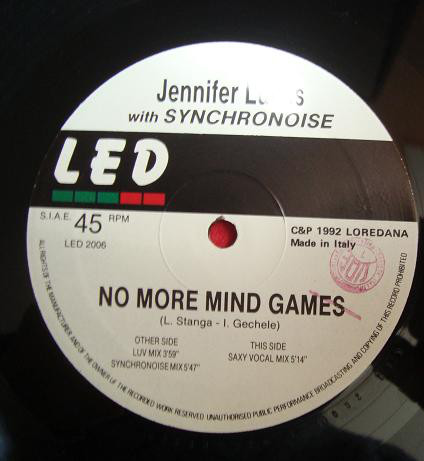 Jennifer
with SYNCHRONOISE
LED
S.I.A.E. 45 RPM
LED 2006
C&P 1992 LOREDANA
Made in Italy
NO MORE MIND GAMES
(L. Stanga - I. Gechele)
OTHER SIDE
LUV MIX 3'59"
SYNCHRONOISE MIX 5'47"
THIS SIDE
SAXY VOCAL MIX 5'14"
ALL RIGHTS OF THE MANUFACTURER AND OF THE OWNER OF THE RECORDED WORK RESERVED UNAUTHORISED PUBLIC PERFORMANCE BROADCASTING AND COPYING OF THIS RECORD PROHIBITED